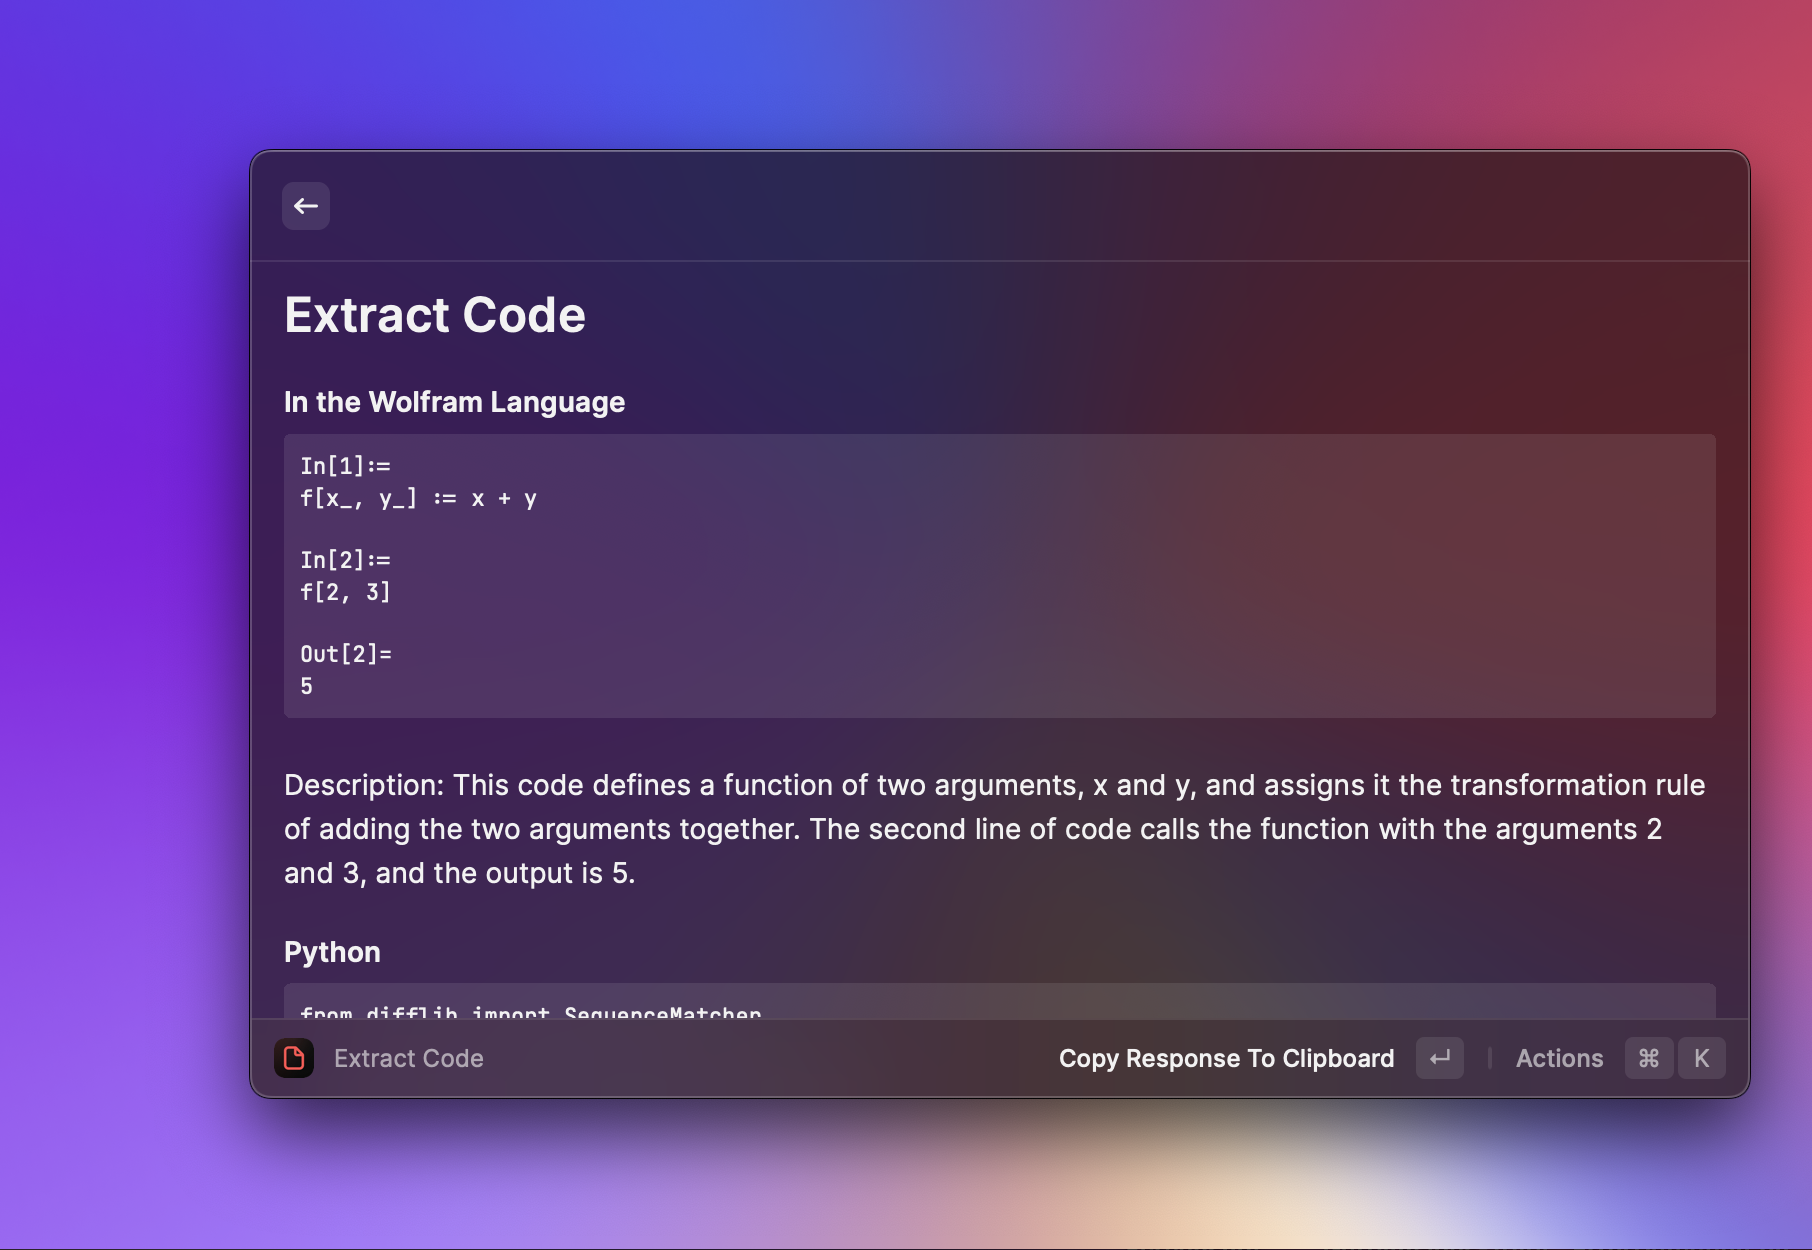 Extract Code
In the Wolfram Language
In[1]:=
f[x_, y_] := x + y
In[2]:=
f[2, 3]
Out[2]=
5
Description: This code defines a function of two arguments, x and y, and assigns it the transformation rule
of adding the two arguments together. The second line of code calls the function with the arguments 2
and 3, and the output is 5.
Python
from difflib import SequenceMatcher
Extract Code
Copy Response To Clipboard ↵ | Actions ⌘ K